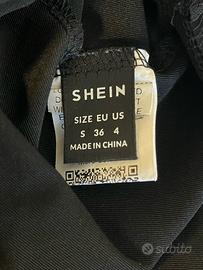 SHEIN
SIZE EU US
S 36 4
MADE IN CHINA
subito